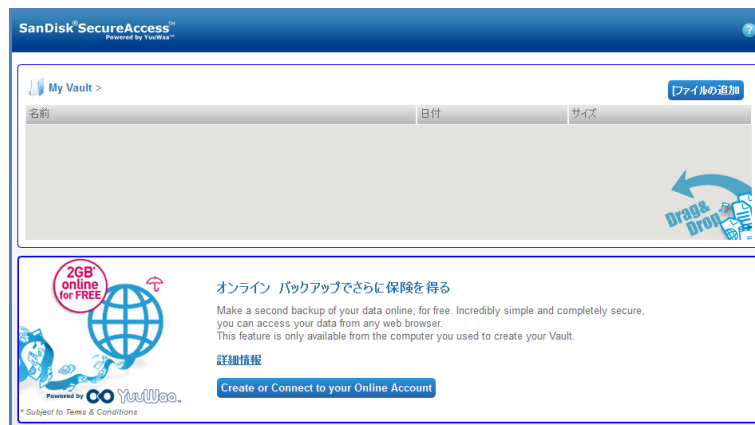 SanDisk®SecureAccess™
Powered by YuuWaa™
?
My Vault >
[ファイルの追加
名前 日付 サイズ
Drag&
Drop
2GB*
online
for FREE
オンライン バックアップでさらに保険を得る
Make a second backup of your data online, for free. Incredibly simple and completely secure,
you can access your data from any web browser.
This feature is only available from the computer you used to create your Vault.
詳細情報
Create or Connect to your Online Account
Powered by YuuWaa™
* Subject to Terms & Conditions